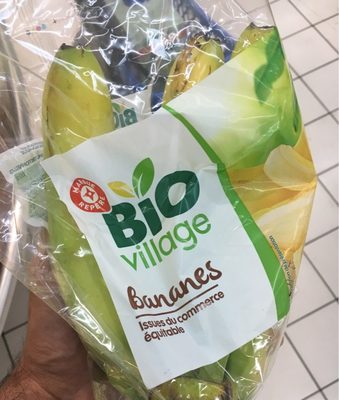 MARQUE
REPÈRE
BIO
village
Bananes
Issues du commerce
équitable